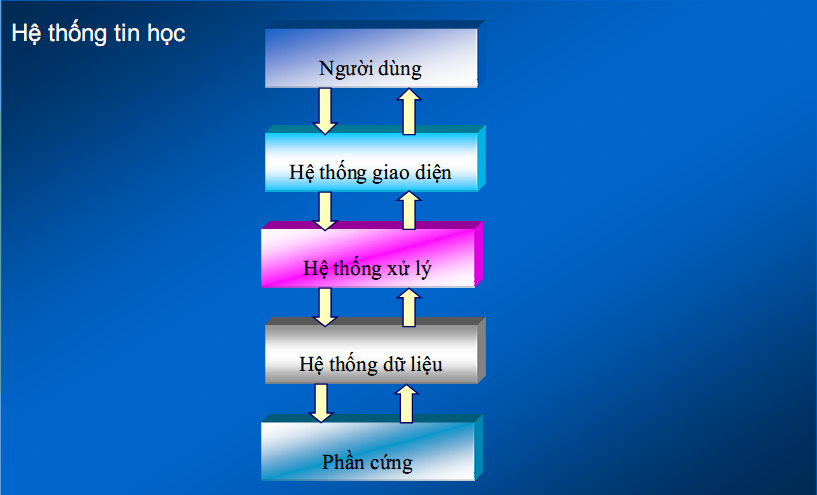 Hệ thống tin học
Người dùng
Hệ thống giao diện
Hệ thống xử lý
Hệ thống dữ liệu
Phần cứng